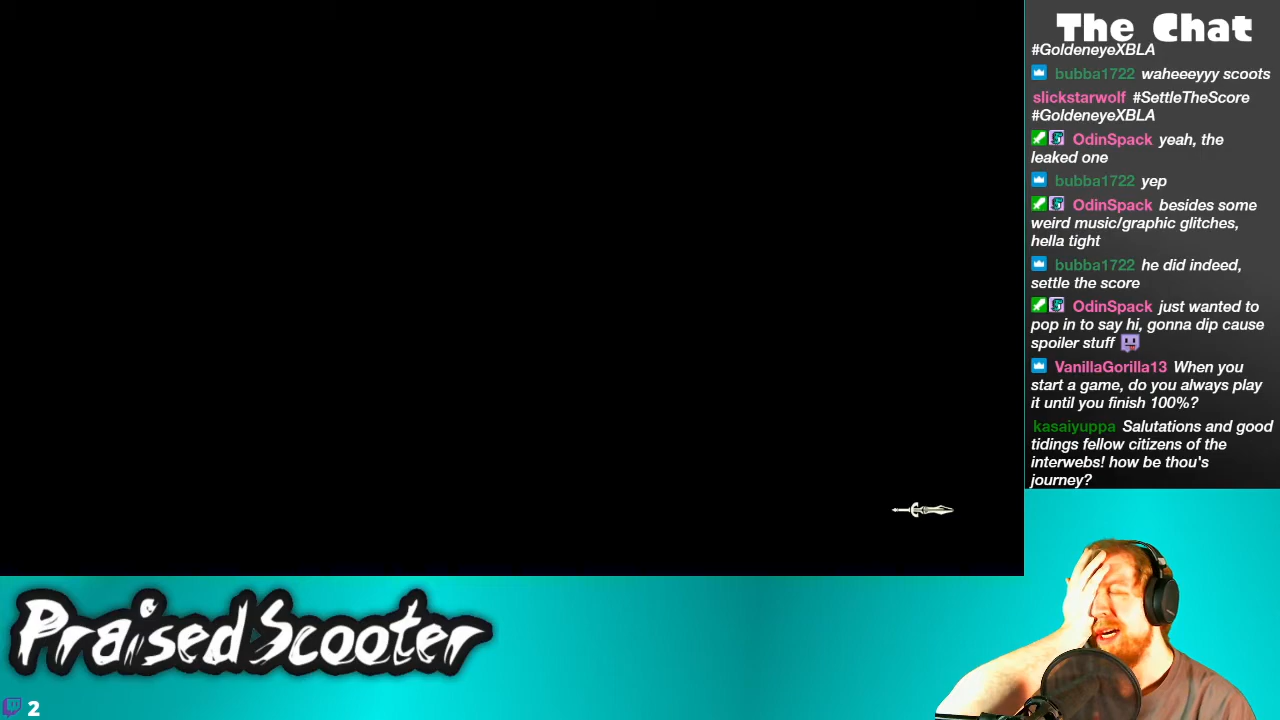 The Chat
#GoldeneyeXBLA
bubba1722 waheeeyyy scoots
slickstarwolf #SettleTheScore
#GoldeneyeXBLA
OdinSpack yeah, the
leaked one
bubba1722 yep
OdinSpack besides some
weird music/graphic glitches,
hella tight
bubba1722 he did indeed,
settle the score
OdinSpack just wanted to
pop in to say hi, gonna dip cause
spoiler stuff
VanillaGorilla13 When you
start a game, do you always play
it until you finish 100%?
kasaiyuppa Salutations and good
tidings fellow citizens of the
interwebs! how be thou's
journey?
PraisedScooter
2